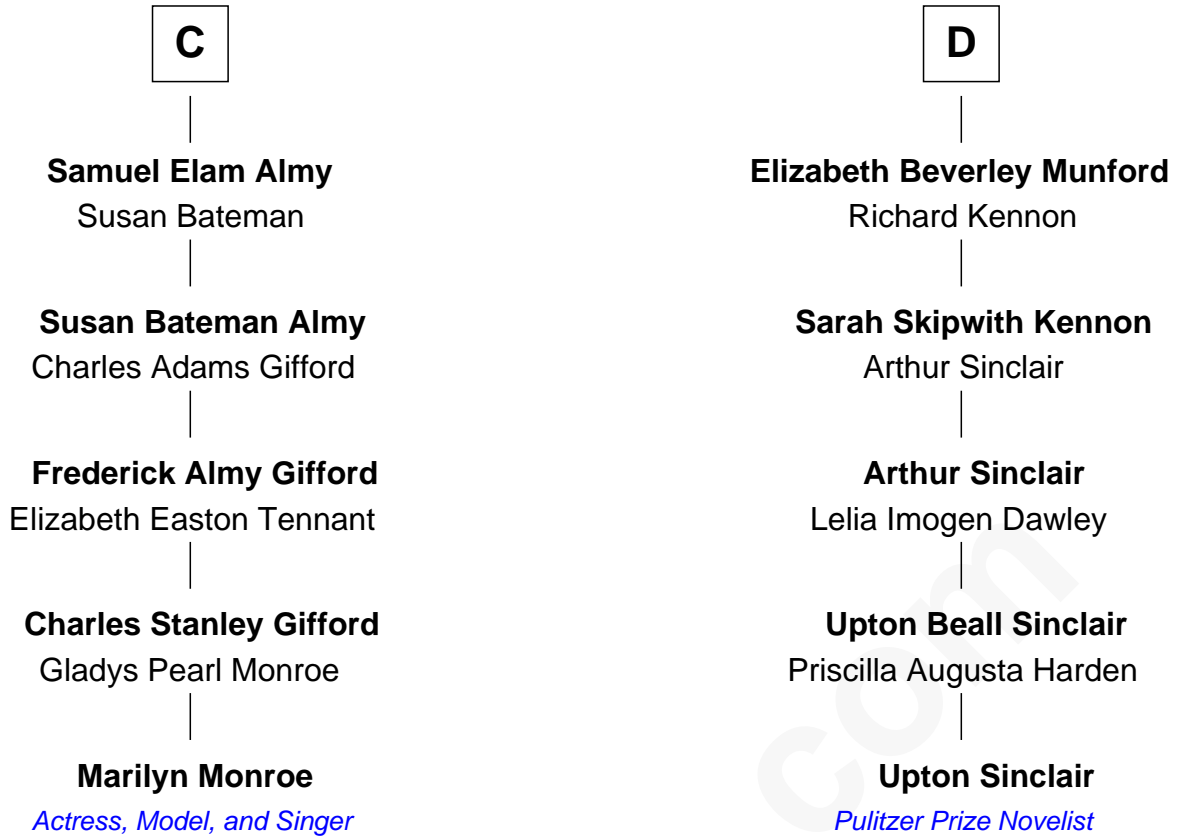 C
Samuel Elam Almy
Susan Bateman
Susan Bateman Almy
Charles Adams Gifford
Frederick Almy Gifford
Elizabeth Easton Tennant
Charles Stanley Gifford
Gladys Pearl Monroe
Marilyn Monroe
Actress, Model, and Singer
D
Elizabeth Beverley Munford
Richard Kennon
Sarah Skipwith Kennon
Arthur Sinclair
Arthur Sinclair
Lelia Imogen Dawley
Upton Beall Sinclair
Priscilla Augusta Harden
Upton Sinclair
Pulitzer Prize Novelist
com